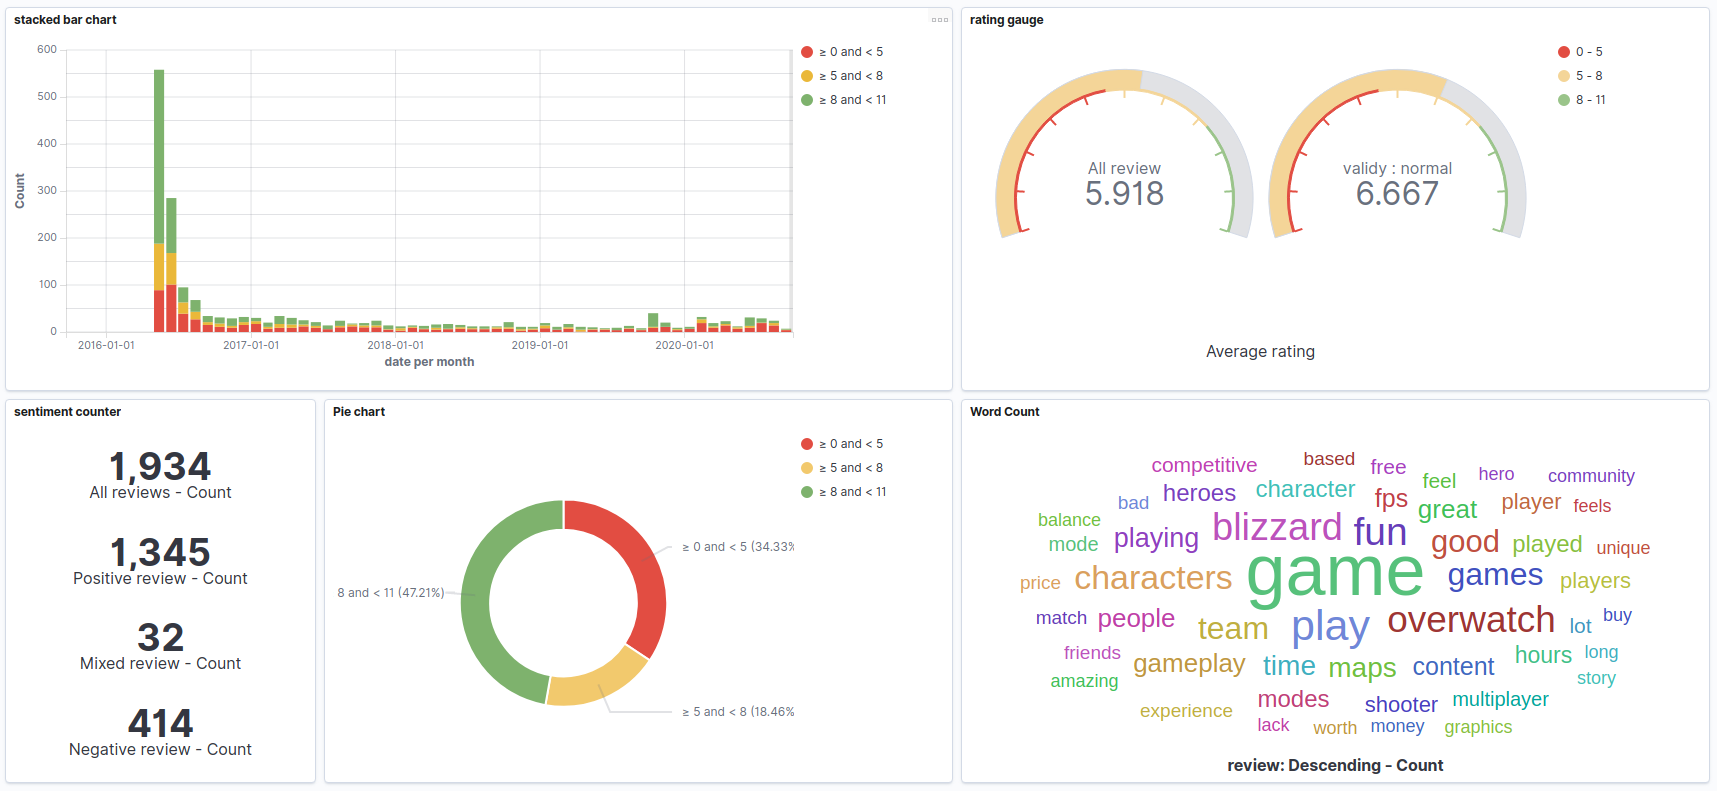 stacked bar chart
600
500
400
300
200
100
0
Count
2016-01-01 2017-01-01 2018-01-01 2019-01-01 2020-01-01
date per month
≥ 0 and < 5
≥ 5 and < 8
≥ 8 and < 11
rating gauge
All review
5.918
validy : normal
6.667
0 - 5
5 - 8
8 - 11
Average rating
sentiment counter
1,934
All reviews - Count
1,345
Positive review - Count
32
Mixed review - Count
414
Negative review - Count
Pie chart
≥ 0 and < 5
≥ 5 and < 8
≥ 8 and < 11
≥ 0 and < 5 (34.33%
8 and < 11 (47.21%)
≥ 5 and < 8 (18.46%
Word Count
competitive based free feel hero community
bad heroes character fps great player feels
balance mode playing blizzard fun good played unique
price characters game games players
match people team play overwatch lot buy
friends gameplay time maps content hours long
amazing story
experience modes shooter multiplayer
lack worth money graphics
review: Descending - Count